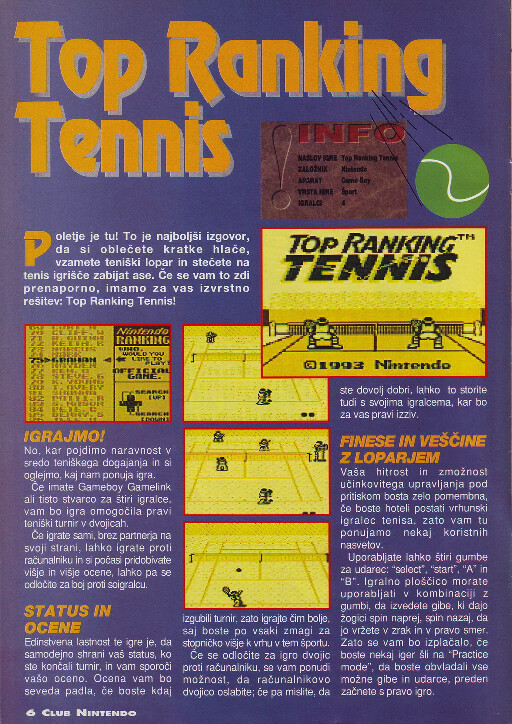 Top Ranking
Tennis
INFO
NASLOV IGRE Top Ranking Tennis
ZALOŽNIK Nintendo
APARAT Game Boy
VRSTA IGRE Šport
IGRALCI 4
Poletje je tu! To je najboljši izgovor,
da si oblečete kratke hlače,
vzamete teniški lopar in stečete na
tenis igrišče zabijat ase. Če se vam to zdi
prenaporno, imamo za vas izvrstno
rešitev: Top Ranking Tennis!
TOP RANKING™
TENNIS
©1993 Nintendo
Nintendo
RANKING
WHO
WOULD YOU
LIKE TO
PLAY?
OFFICIAL
GAME.
SEARCH
[UP]
SEARCH
[DOWN]
IGRAJMO!
No, kar pojdimo naravnost v
sredo teniškega dogajanja in si
oglejmo, kaj nam ponuja igra.
Če imate Gameboy Gamelink
ali tisto stvarco za štiri igralce,
vam bo igra omogočila pravi
teniški turnir v dvojicah.
Če igrate sami, brez partnerja na
svoji strani, lahko igrate proti
računalniku in si počasi pridobivate
višje in višje ocene, lahko pa se
odločite za boj proti soigralcu.
STATUS IN
OCENE
Edinstvena lastnost te igre je, da
samodejno shrani vaš status, ko
ste končali turnir, in vam sporoči
vašo oceno. Ocena vam bo
seveda padla, če boste kdaj
izgubili turnir, zato igrajte čim bolje,
saj boste po vsaki zmagi za
stopničko višje k vrhu v tem športu.
Če se odločite za igro dvojic
proti računalniku, se vam ponudi
možnost, da računalnikovo
dvojico oslabite; če pa mislite, da
ste dovolj dobri, lahko to storite
tudi s svojima igralcema, kar bo
za vas pravi izziv.
FINESE IN VEŠČINE
Z LOPARJEM
Vaša hitrost in zmožnost
učinkovitega upravljanja pod
pritiskom bosta zelo pomembna,
če boste hoteli postati vrhunski
igralec tenisa, zato vam tu
ponujamo nekaj koristnih
nasvetov.
Uporabljate lahko štiri gumbe
za udarec: "select", "start", "A" in
"B". Igralno ploščico morate
uporabljati v kombinaciji z
gumbi, da izvedete gibe, ki dajo
žogici spin naprej, spin nazaj, da
jo vržete v zrak in v pravo smer.
Zato se vam bo izplačalo, če
boste nekaj iger šli na "Practice
mode", da boste obvladali vse
možne gibe in udarce, preden
začnete s pravo igro.
6 CLUB NINTENDO